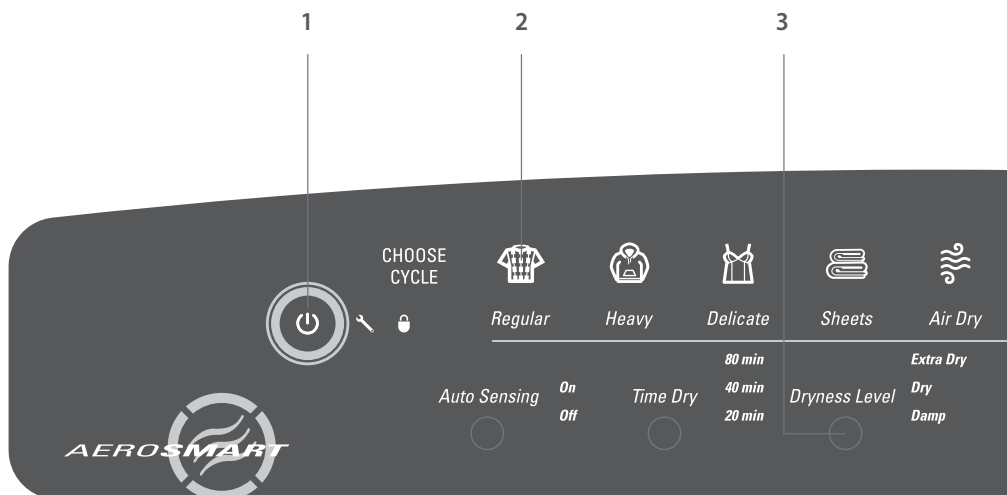 1 2 3
CHOOSE
CYCLE
Regular Heavy Delicate Sheets Air Dry
Auto Sensing
On
Off
Time Dry
80 min
40 min
20 min
Dryness Level
Extra Dry
Dry
Damp
AEROSMART